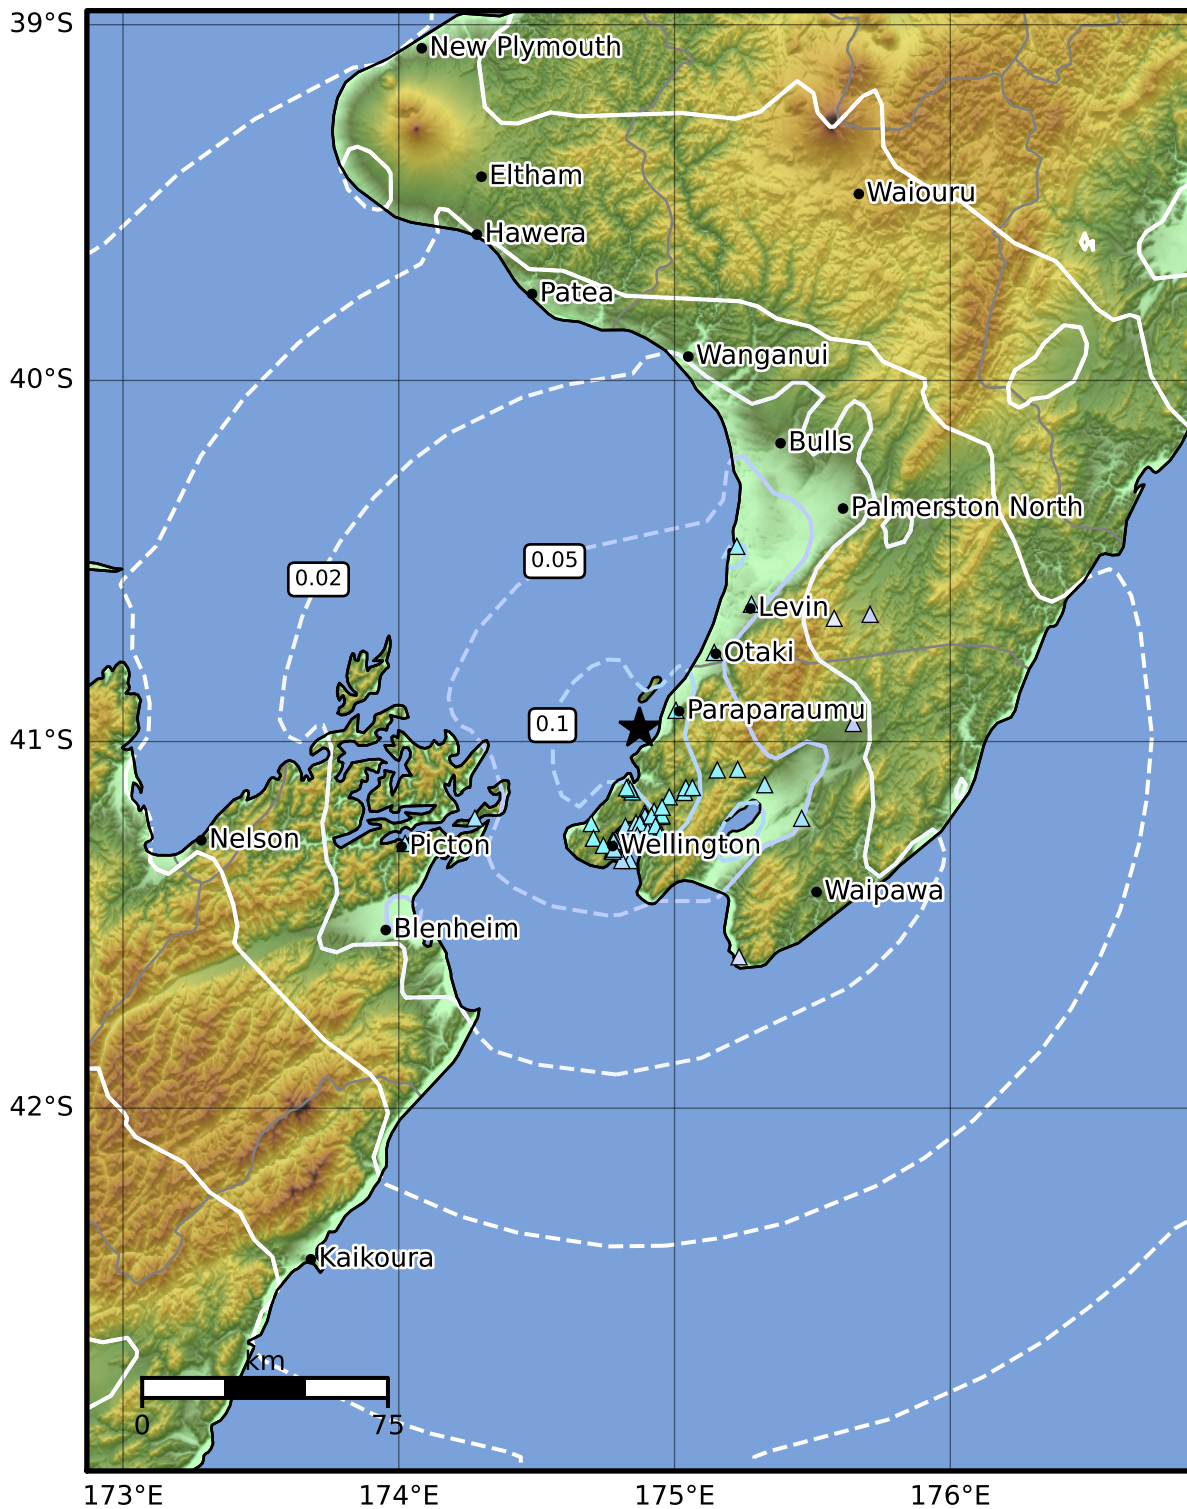 39°S
New Plymouth
Eltham
Waiouru
Hawera
Patea
Wanganui
40°S
Bulls
Palmerston North
0.05
0.02
Levin
Otaki
Paraparaumu
0.1
41°S
Nelson
Picton
Wellington
Waipawa
Blenheim
42°S
Kaikoura
km
0 75
173°E 174°E 175°E 176°E